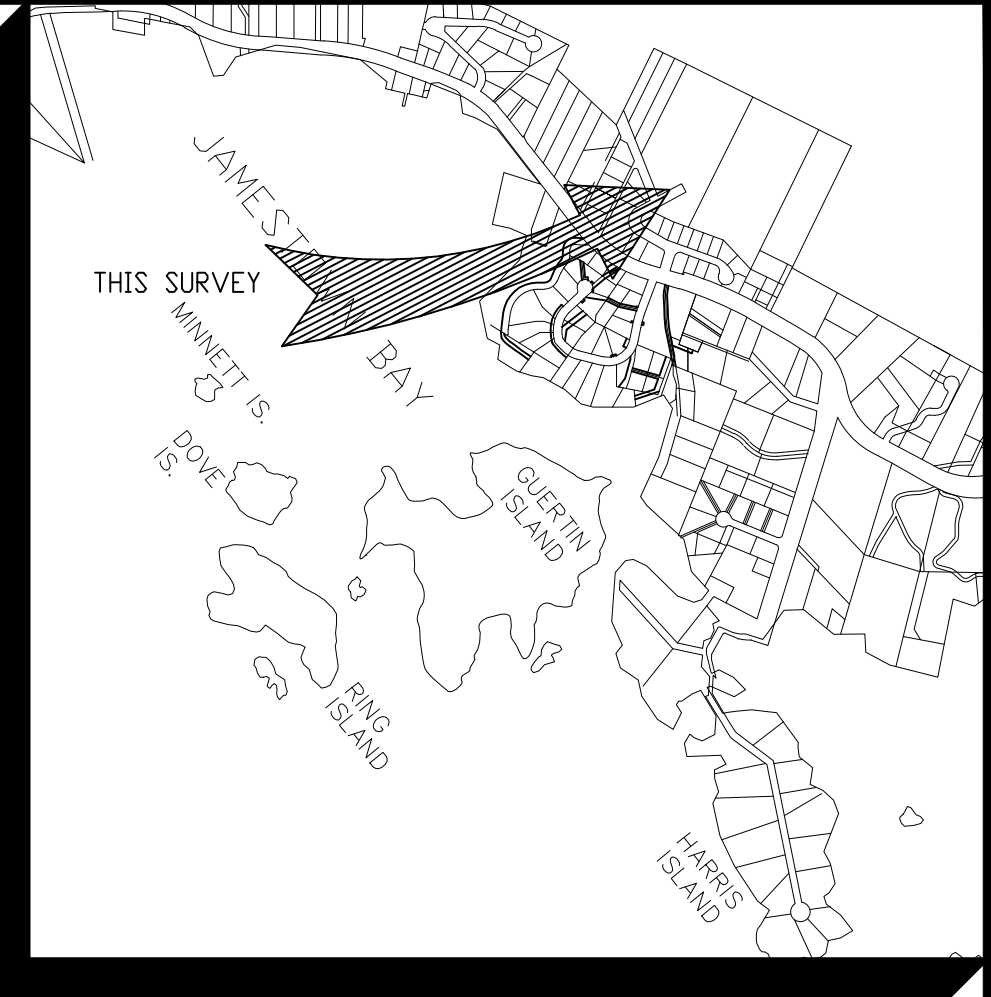 JAMESTOWN
BAY
THIS SURVEY
MINNETT IS.
DOVE
IS.
GUERTIN
ISLAND
RING
ISLAND
HARRIS
ISLAND